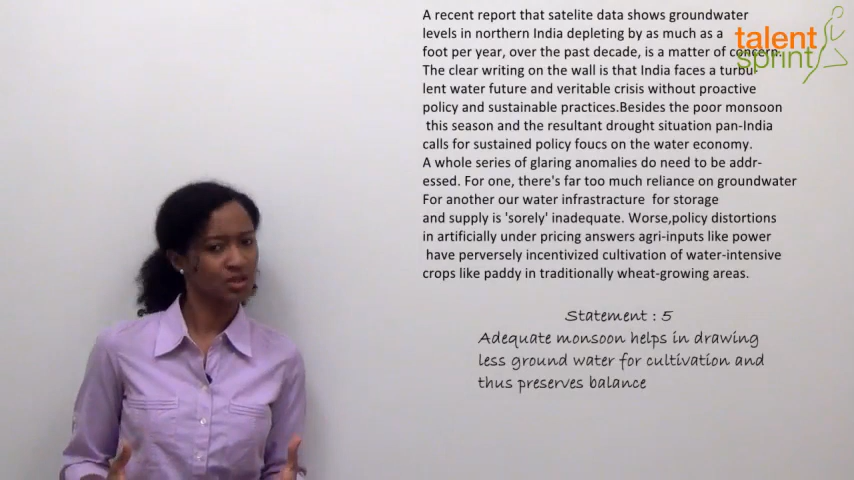 A recent report that satelite data shows groundwater
levels in northern India depleting by as much as a
foot per year, over the past decade, is a matter of concern.
The clear writing on the wall is that India faces a turbu-
lent water future and veritable crisis without proactive
policy and sustainable practices.Besides the poor monsoon
this season and the resultant drought situation pan-India
calls for sustained policy foucs on the water economy.
A whole series of glaring anomalies do need to be addr-
essed. For one, there's far too much reliance on groundwater
For another our water infrastracture for storage
and supply is 'sorely' inadequate. Worse,policy distortions
in artificially under pricing answers agri-inputs like power
have perversely incentivized cultivation of water-intensive
crops like paddy in traditionally wheat-growing areas.
Statement : 5
Adequate monsoon helps in drawing
less ground water for cultivation and
thus preserves balance
talent
sprint